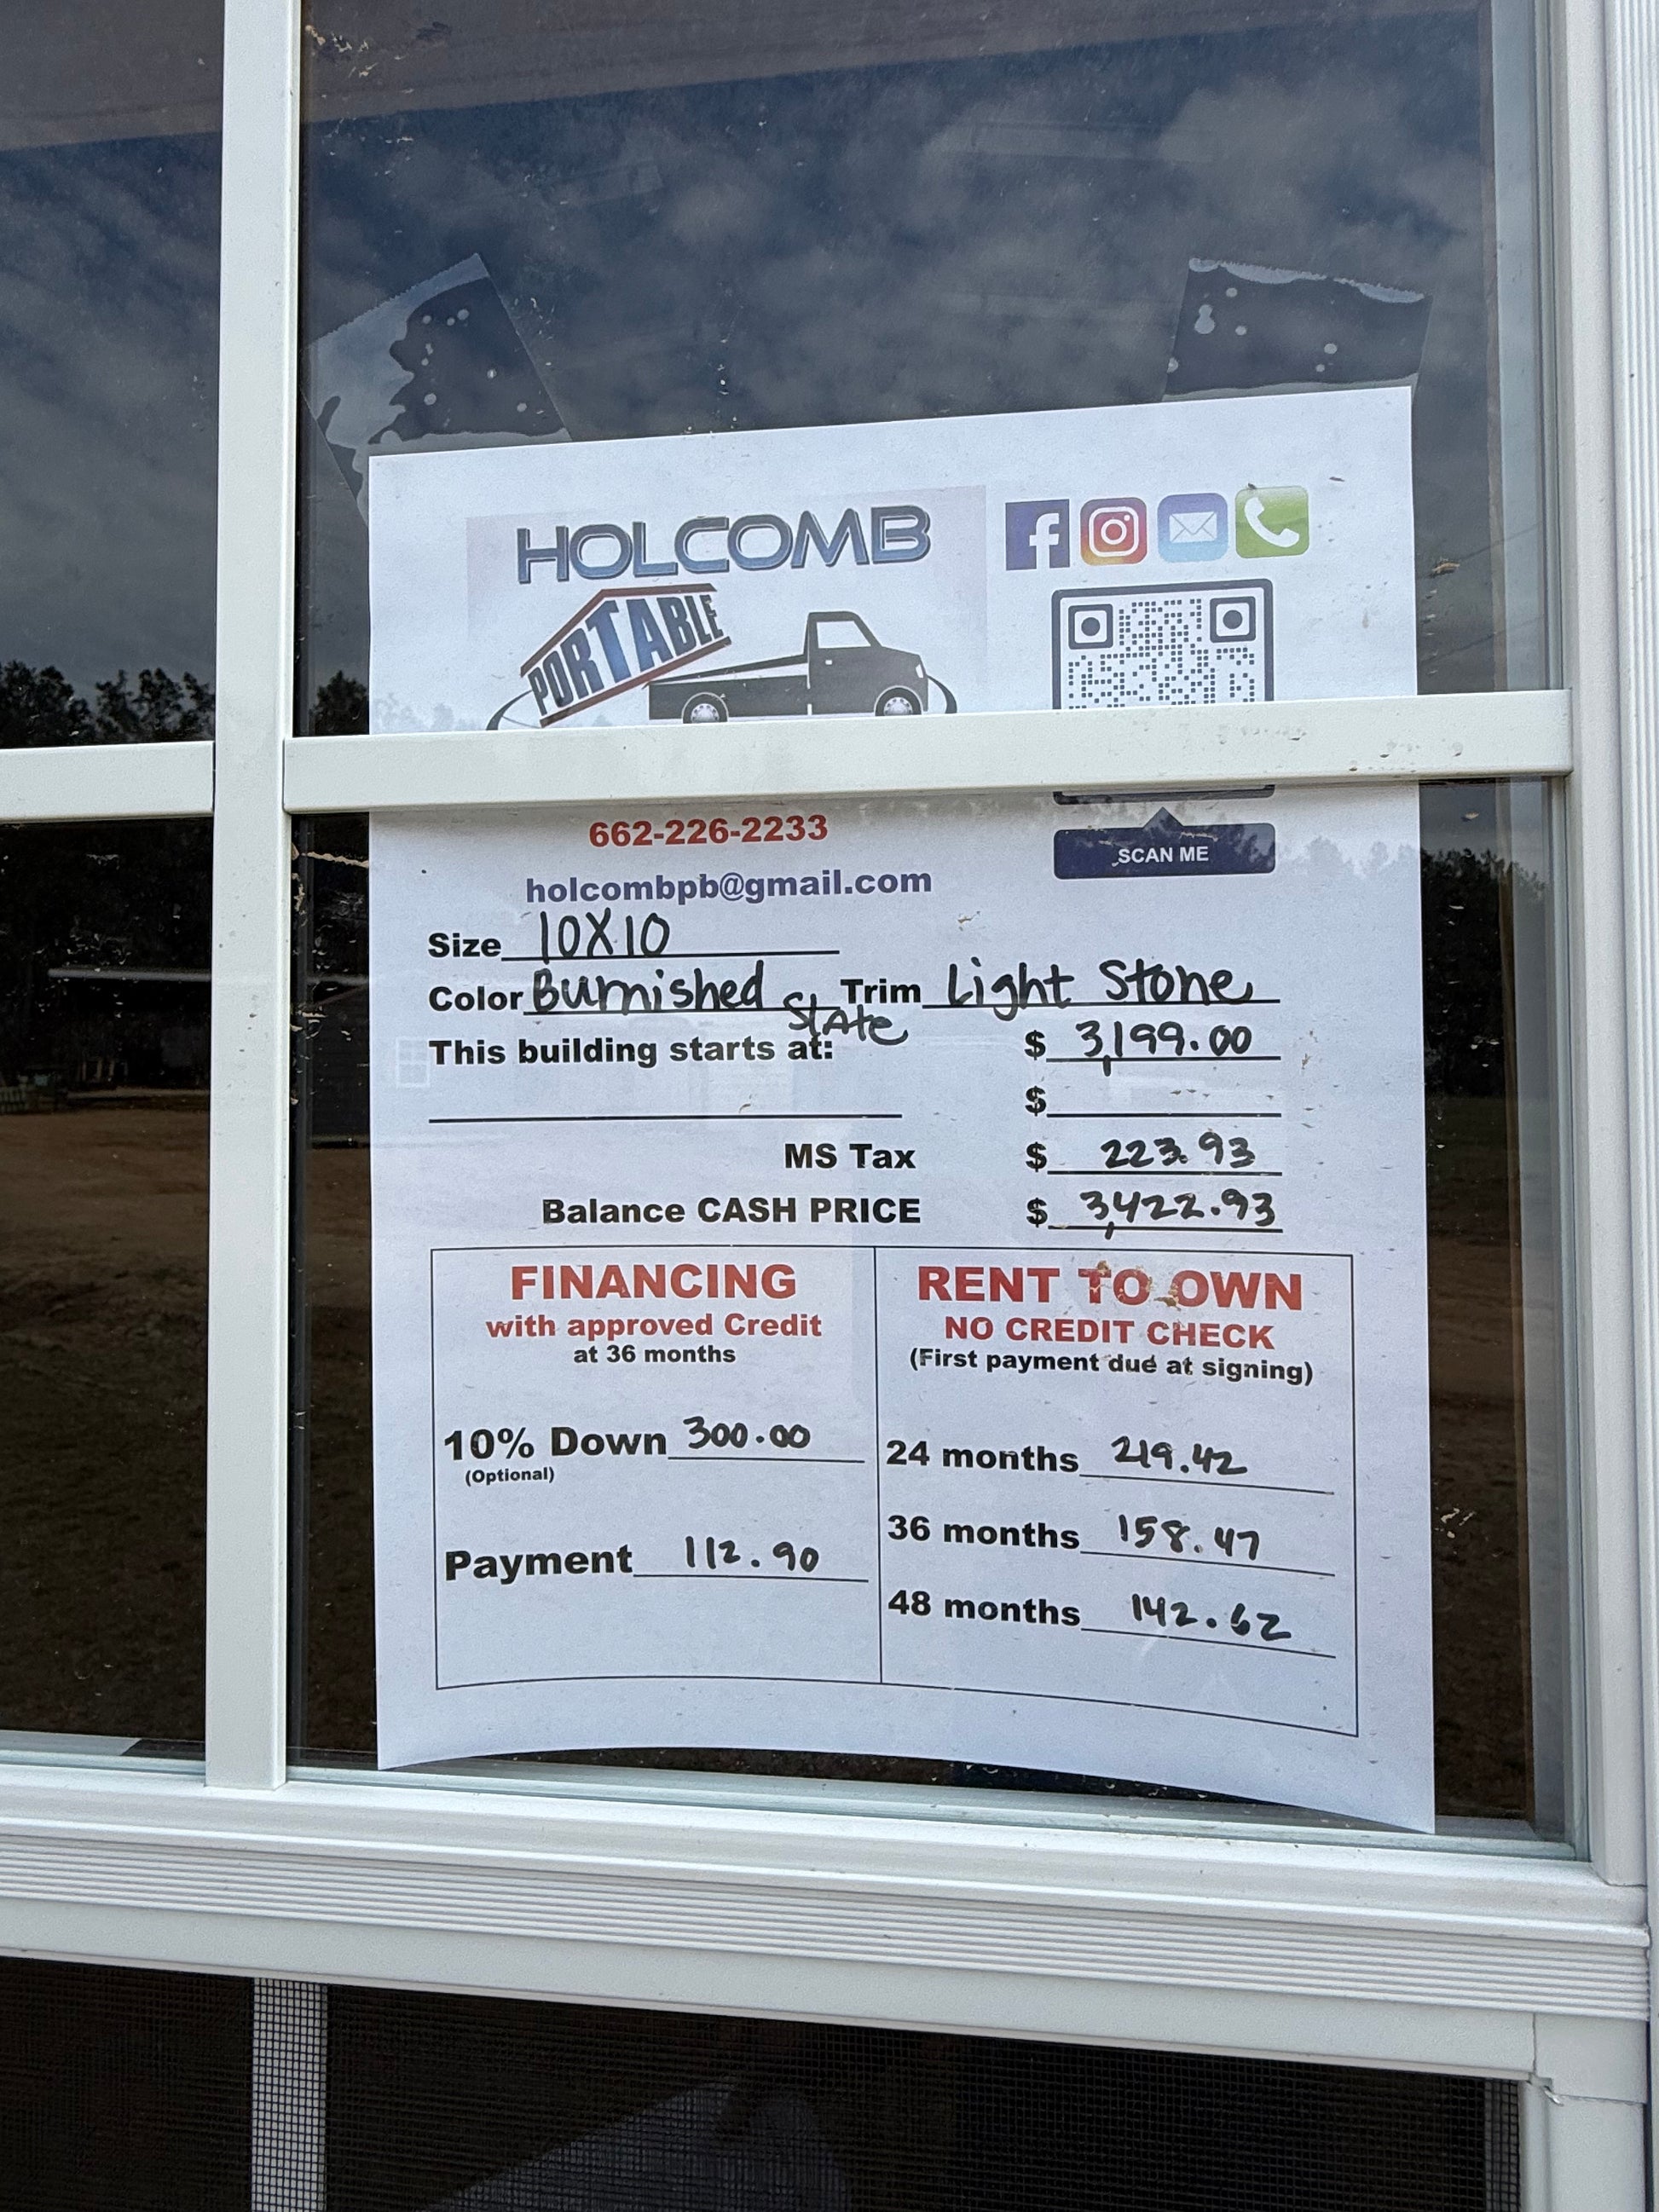 HOLCOMB
PORTABLE
662-226-2233
SCAN ME
holcombpb@gmail.com
Size 10X10
Color Burnished Slate Trim Light Stone
This building starts at: $ 3,199.00
$
MS Tax $ 223.93
Balance CASH PRICE $ 3,422.93
FINANCING
with approved Credit
at 36 months
10% Down 300.00
(Optional)
Payment 112.90
RENT TO OWN
NO CREDIT CHECK
(First payment due at signing)
24 months 219.42
36 months 158.47
48 months 142.62